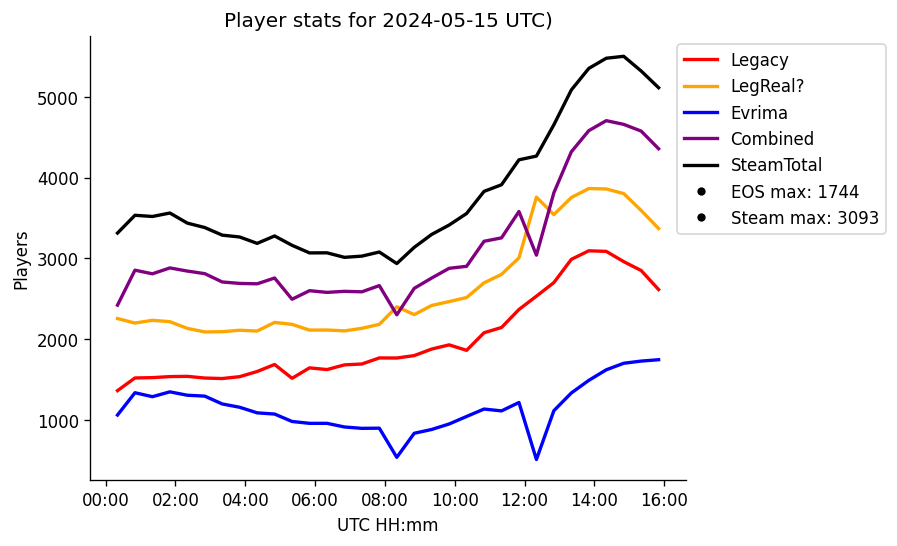 Player stats for 2024-05-15 UTC)
Legacy
LegReal?
Evrima
Combined
SteamTotal
EOS max: 1744
Steam max: 3093
Players
5000
4000
3000
2000
1000
00:00 02:00 04:00 06:00 08:00 10:00 12:00 14:00 16:00
UTC HH:mm